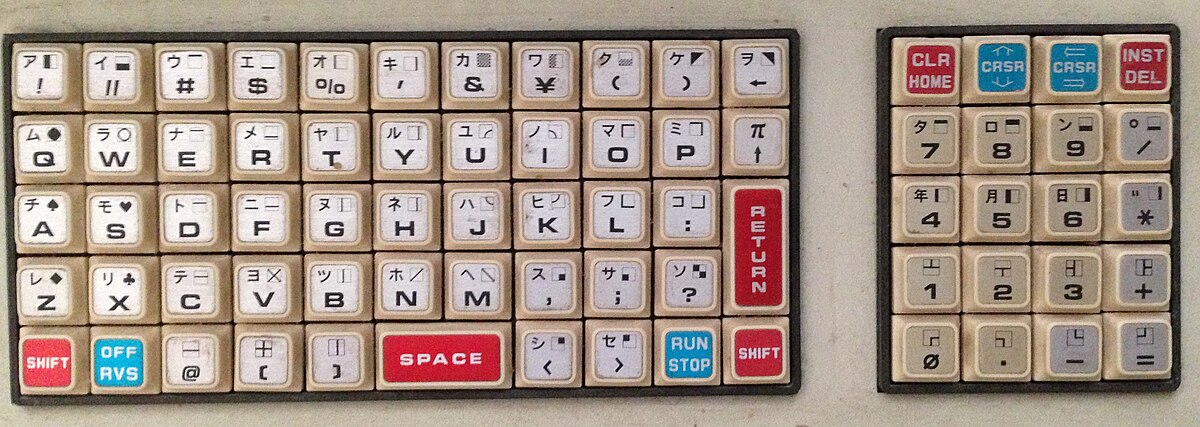 ア イ ウ エ オ キ カ ワ ク ケ ヲ
! " # $ % ' & ¥ ( ) ←
ム ラ ナ メ ヤ ル ユ ノ マ ミ π
Q W E R T Y U I O P ↑
チ モ ト ニ ヌ ネ ハ ヒ フ コ
A S D F G H J K L :
RETURN
レ リ テ ヨ ツ ホ ヘ ス サ ソ
Z X C V B N M , ; ?
シ セ
SHIFT OFF RVS @ [ ] SPACE < > RUN STOP SHIFT
CLR HOME CRSR CRSR INST DEL
タ ロ ン ゜
7 8 9 /
年 月 日 ゛
4 5 6 *
1 2 3 +
Ø . - =